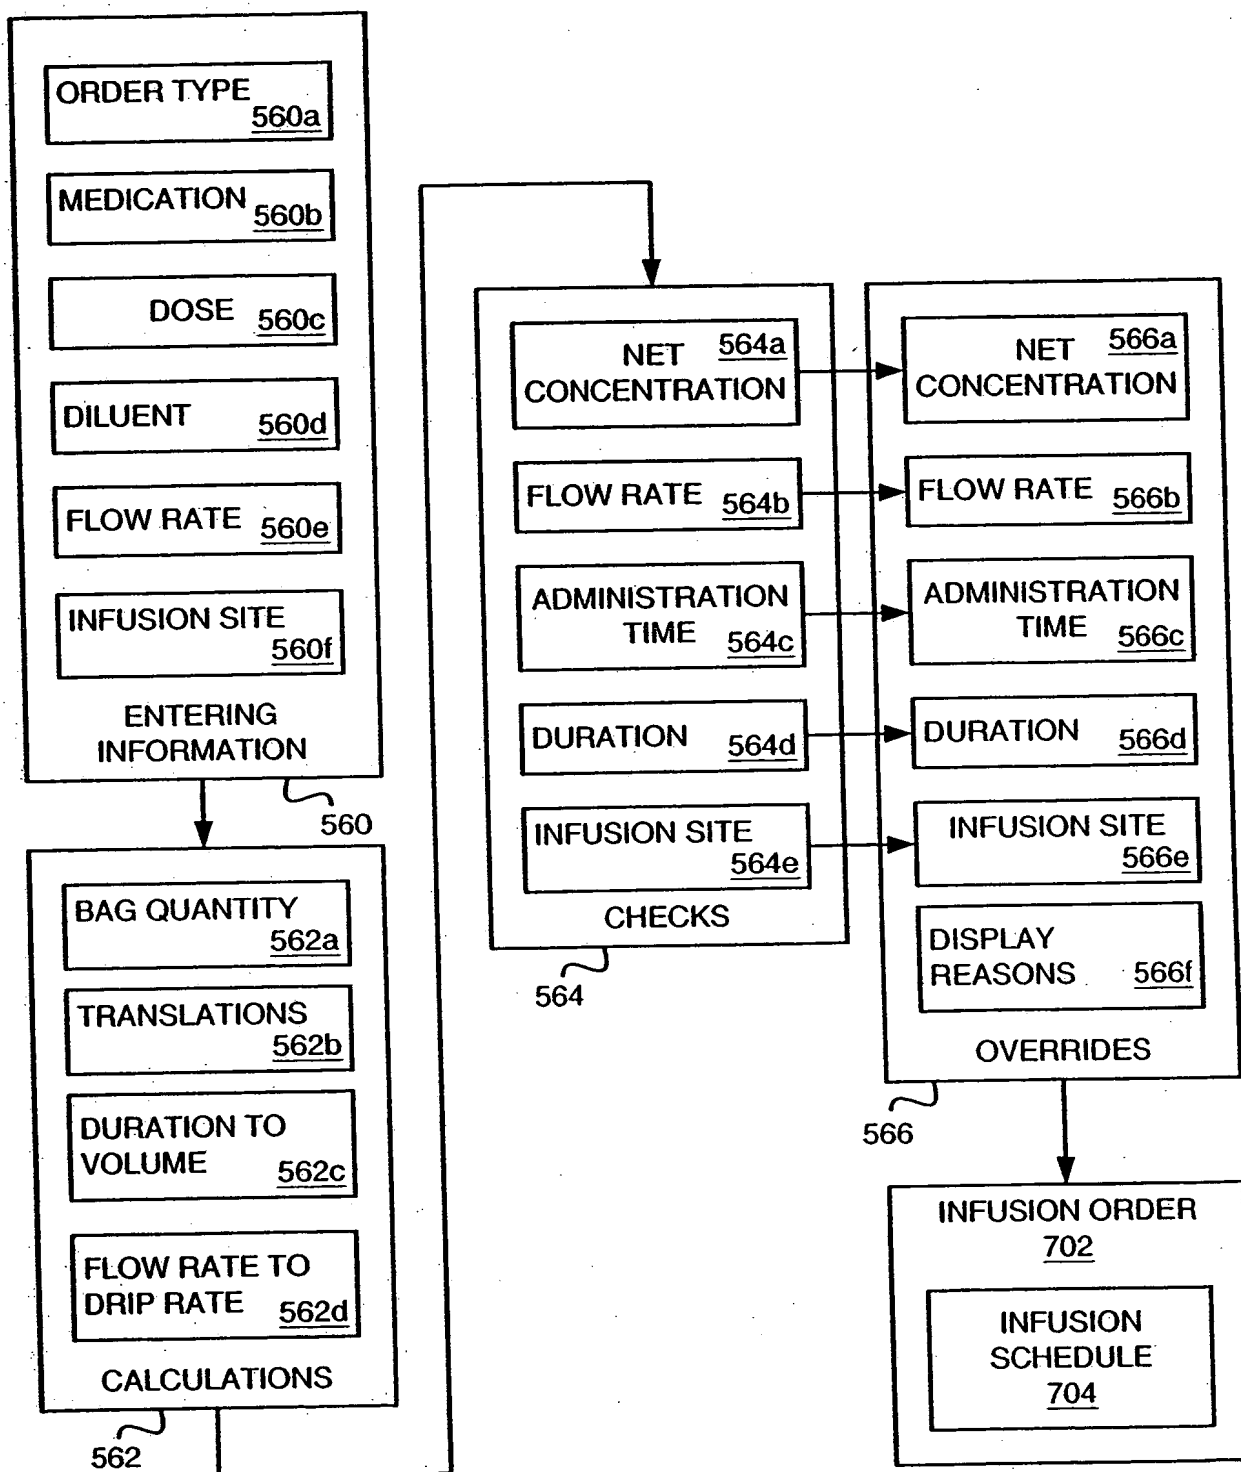 ORDER TYPE
560a
MEDICATION
560b
DOSE
560c
DILUENT
560d
FLOW RATE
560e
INFUSION SITE
560f
ENTERING
INFORMATION
560
BAG QUANTITY
562a
TRANSLATIONS
562b
DURATION TO
VOLUME
562c
FLOW RATE TO
DRIP RATE
562d
CALCULATIONS
562
NET
564a
CONCENTRATION
FLOW RATE
564b
ADMINISTRATION
TIME
564c
DURATION
564d
INFUSION SITE
564e
CHECKS
564
NET
566a
CONCENTRATION
FLOW RATE
566b
ADMINISTRATION
TIME
566c
DURATION
566d
INFUSION SITE
566e
DISPLAY
REASONS
566f
OVERRIDES
566
INFUSION ORDER
702
INFUSION
SCHEDULE
704